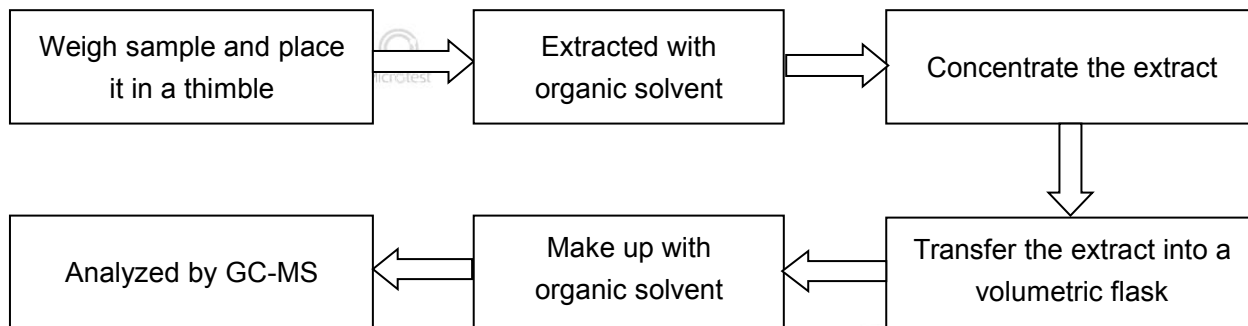 Weigh sample and place
it in a thimble
microtest
Extracted with
organic solvent
Concentrate the extract
Transfer the extract into a
volumetric flask
Make up with
organic solvent
Analyzed by GC-MS